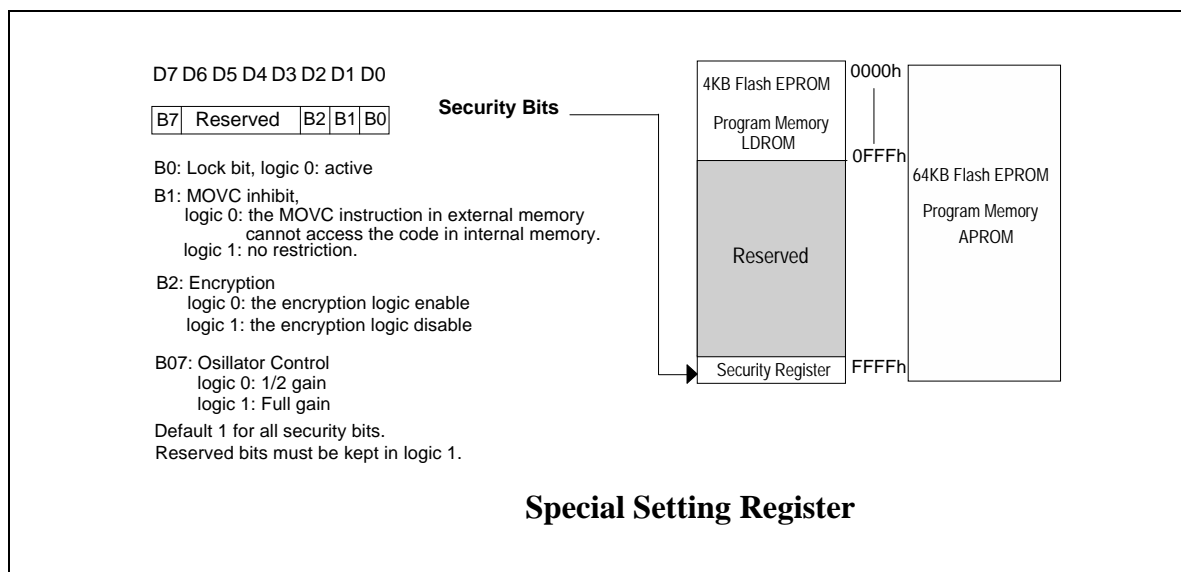 D7 D6 D5 D4 D3 D2 D1 D0
B7 Reserved B2 B1 B0
Security Bits
B0: Lock bit, logic 0: active
B1: MOVC inhibit,
logic 0: the MOVC instruction in external memory
cannot access the code in internal memory.
logic 1: no restriction.
B2: Encryption
logic 0: the encryption logic enable
logic 1: the encryption logic disable
B07: Osillator Control
logic 0: 1/2 gain
logic 1: Full gain
Default 1 for all security bits.
Reserved bits must be kept in logic 1.
4KB Flash EPROM
Program Memory
LDROM
Reserved
Security Register
0000h
0FFFh
FFFFh
64KB Flash EPROM
Program Memory
APROM
Special Setting Register